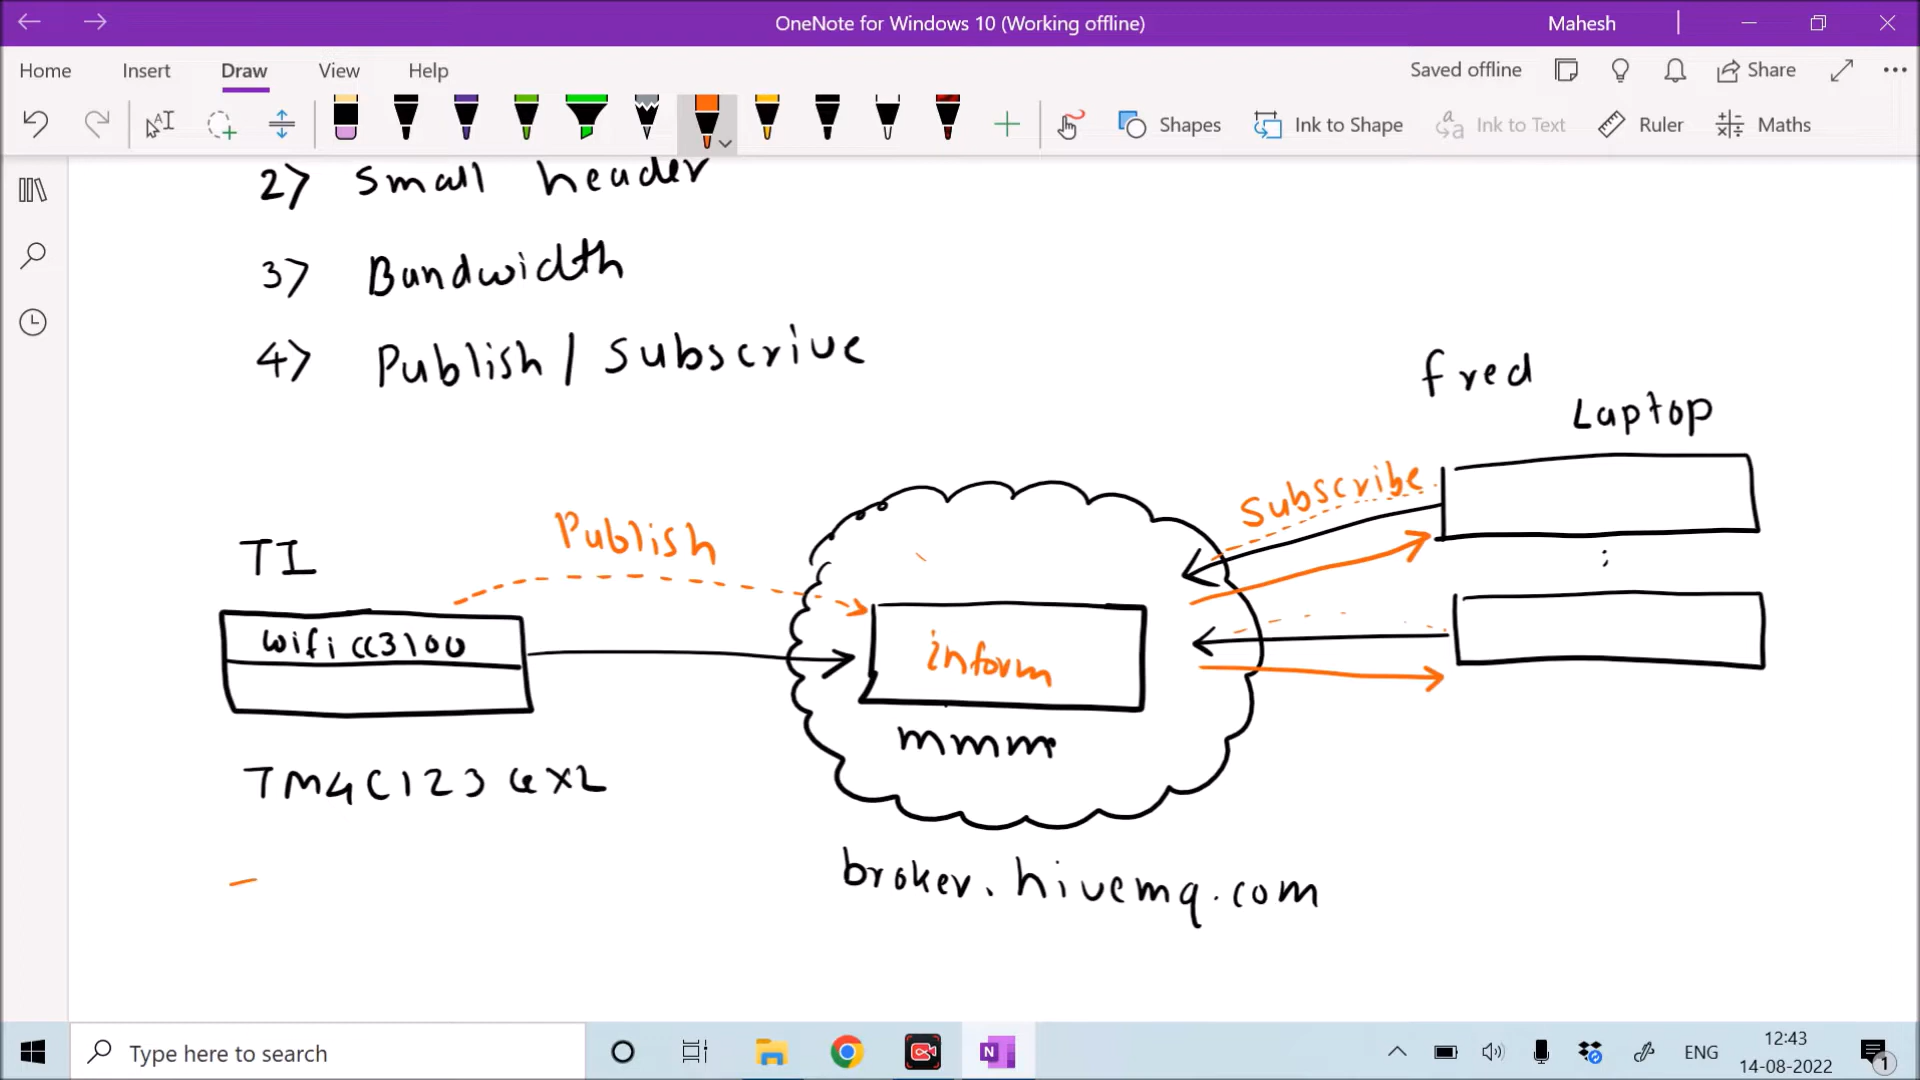 OneNote for Windows 10 (Working offline)
Mahesh
Home Insert Draw View Help
Saved offline
Share
Shapes
Ink to Shape
Ink to Text
Ruler
Maths
2) Small header
3) Bandwidth
4) Publish / Subscrive
fred
Laptop
Subscribe
Publish
TI
wifi CC3100
inform
mmm
TM4C123GXL
broker.hivemq.com
Type here to search
ENG
12:43
14-08-2022
1